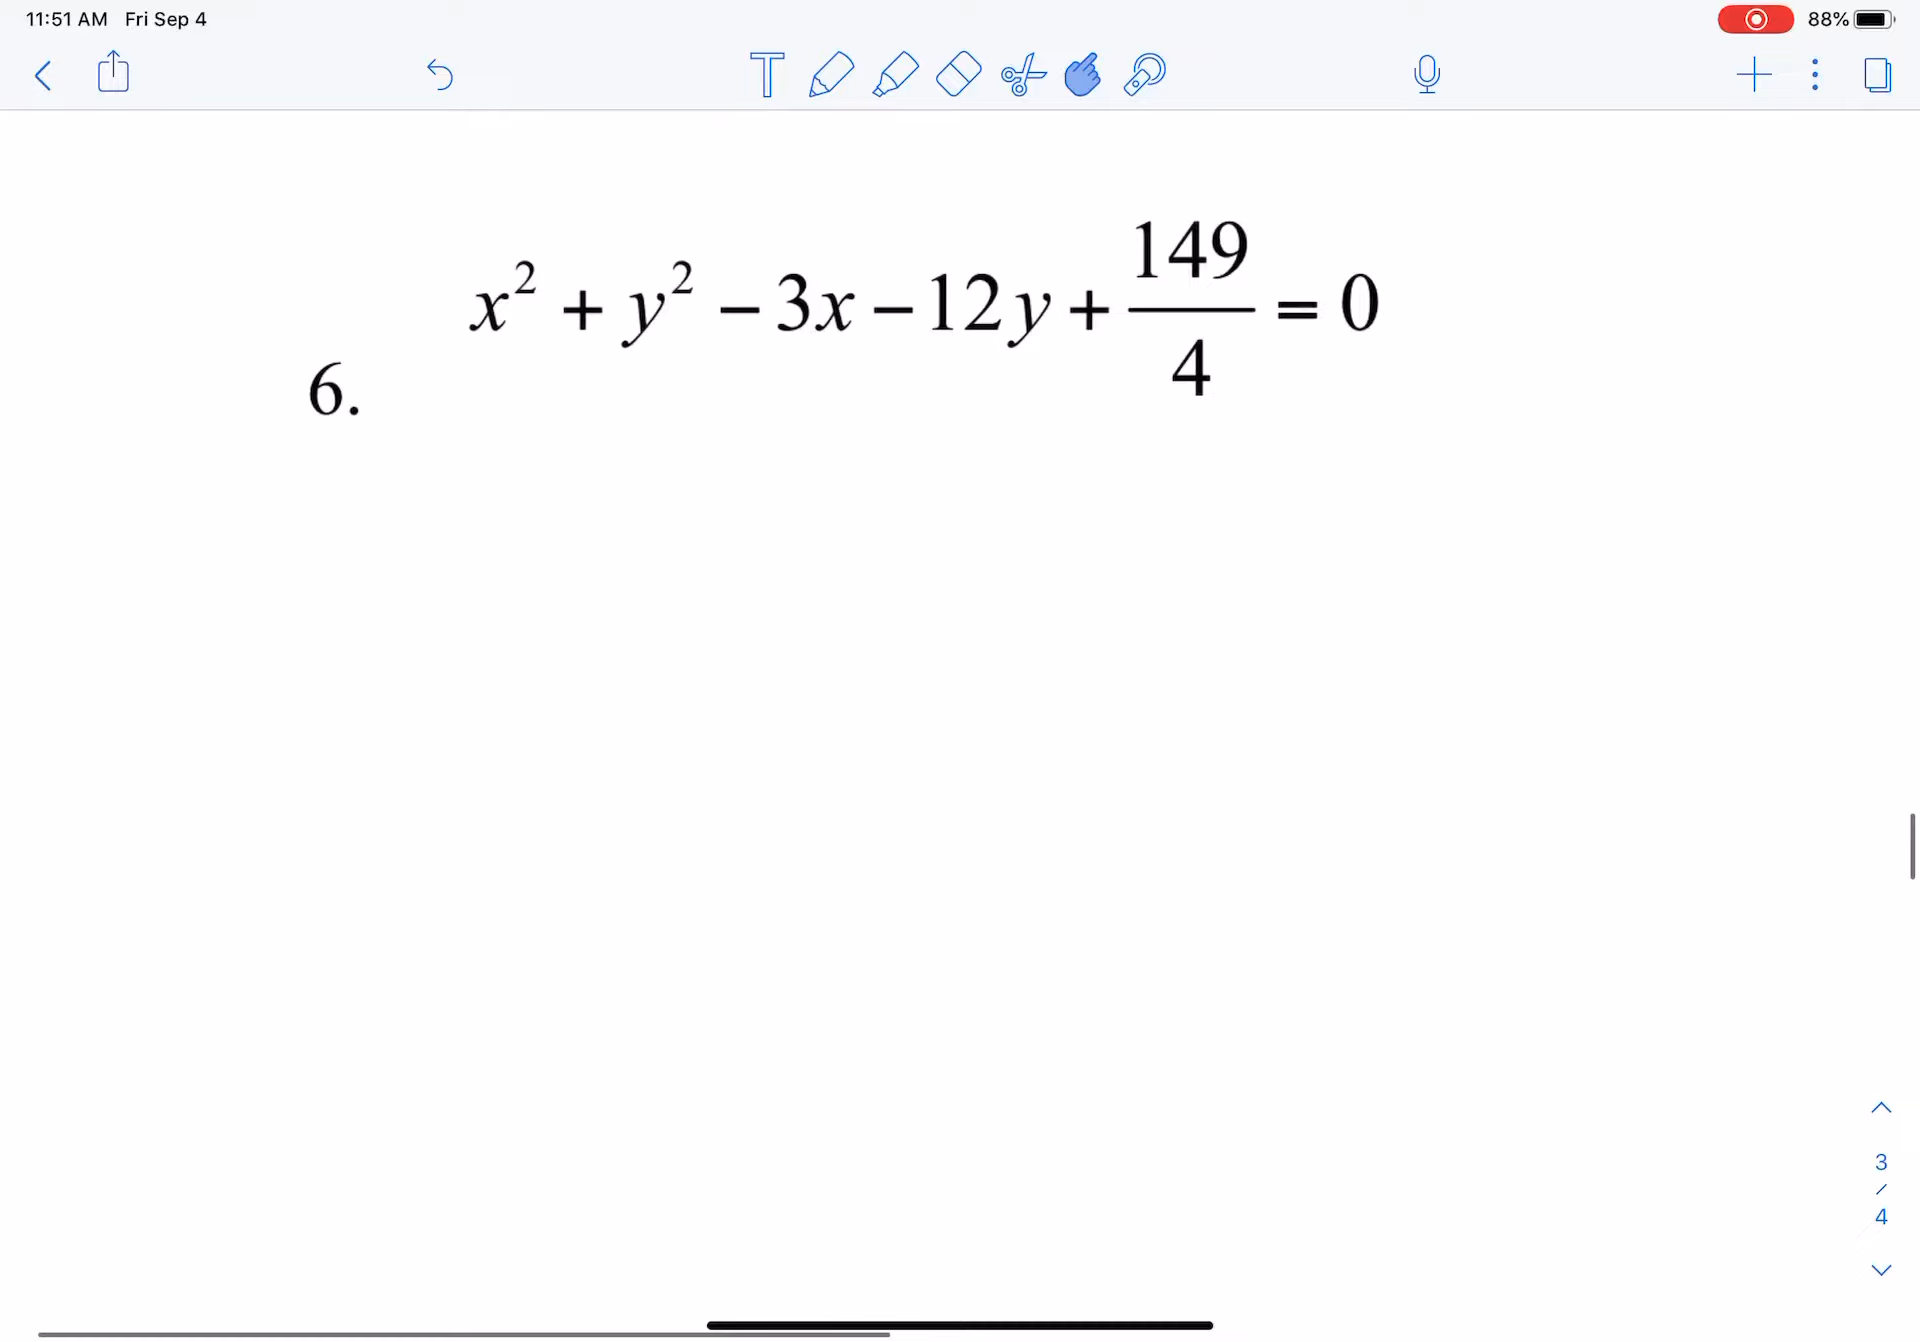 11:51 AM Fri Sep 4
88%
T
6. x² + y² − 3x − 12y + 149/4 = 0
3
/
4